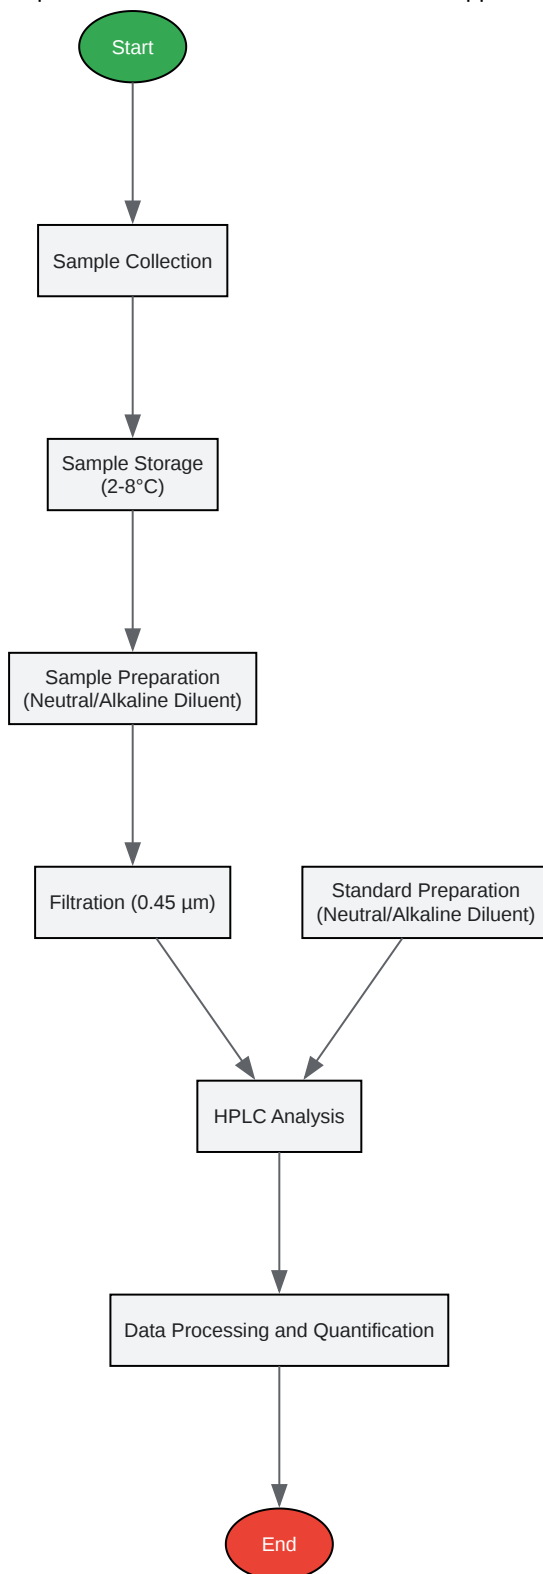 Start
Sample Collection
Sample Storage
(2-8°C)
Sample Preparation
(Neutral/Alkaline Diluent)
Filtration (0.45 µm)
Standard Preparation
(Neutral/Alkaline Diluent)
HPLC Analysis
Data Processing and Quantification
End